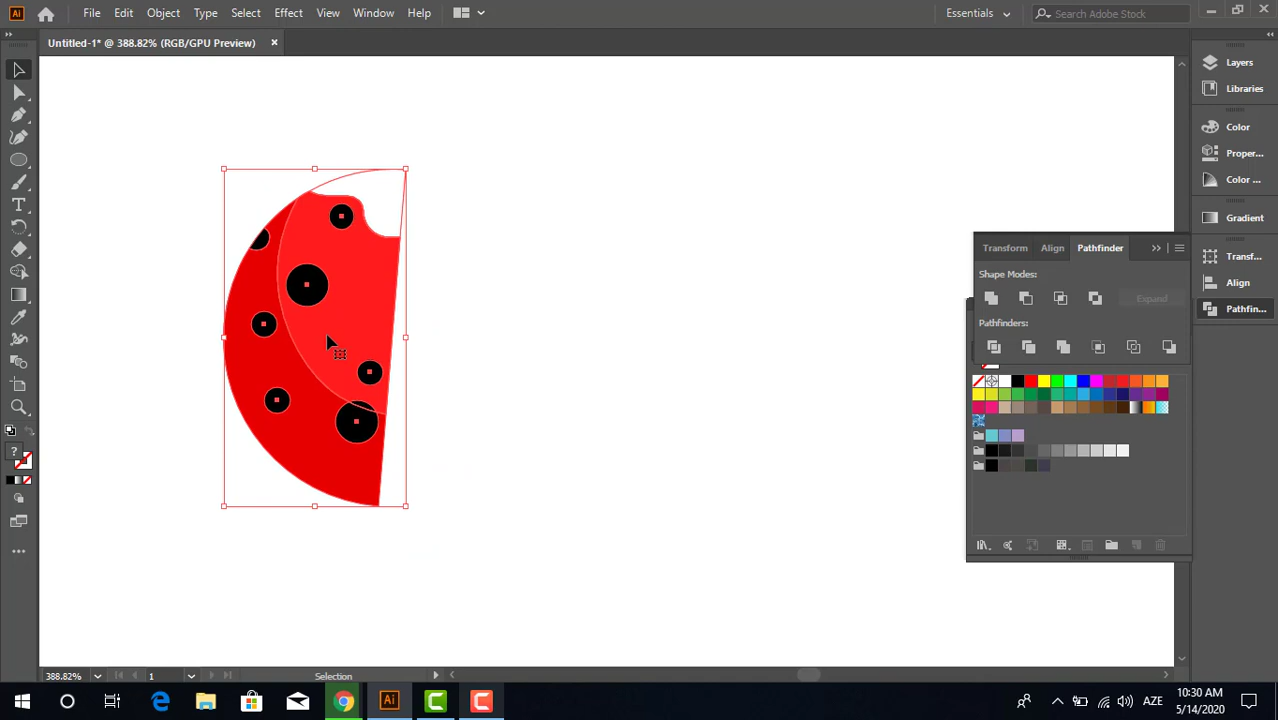 Ai File Edit Object Type Select Effect View Window Help Essentials Search Adobe Stock
Untitled-1* @ 388.82% (RGB/GPU Preview)
Layers
Libraries
Color
Proper...
Color ...
Gradient
Transf...
Align
Pathfin...
Transform Align Pathfinder
Shape Modes:
Expand
Pathfinders:
T
?
388.82% 1 Selection
Ai
AZE
10:30 AM
5/14/2020